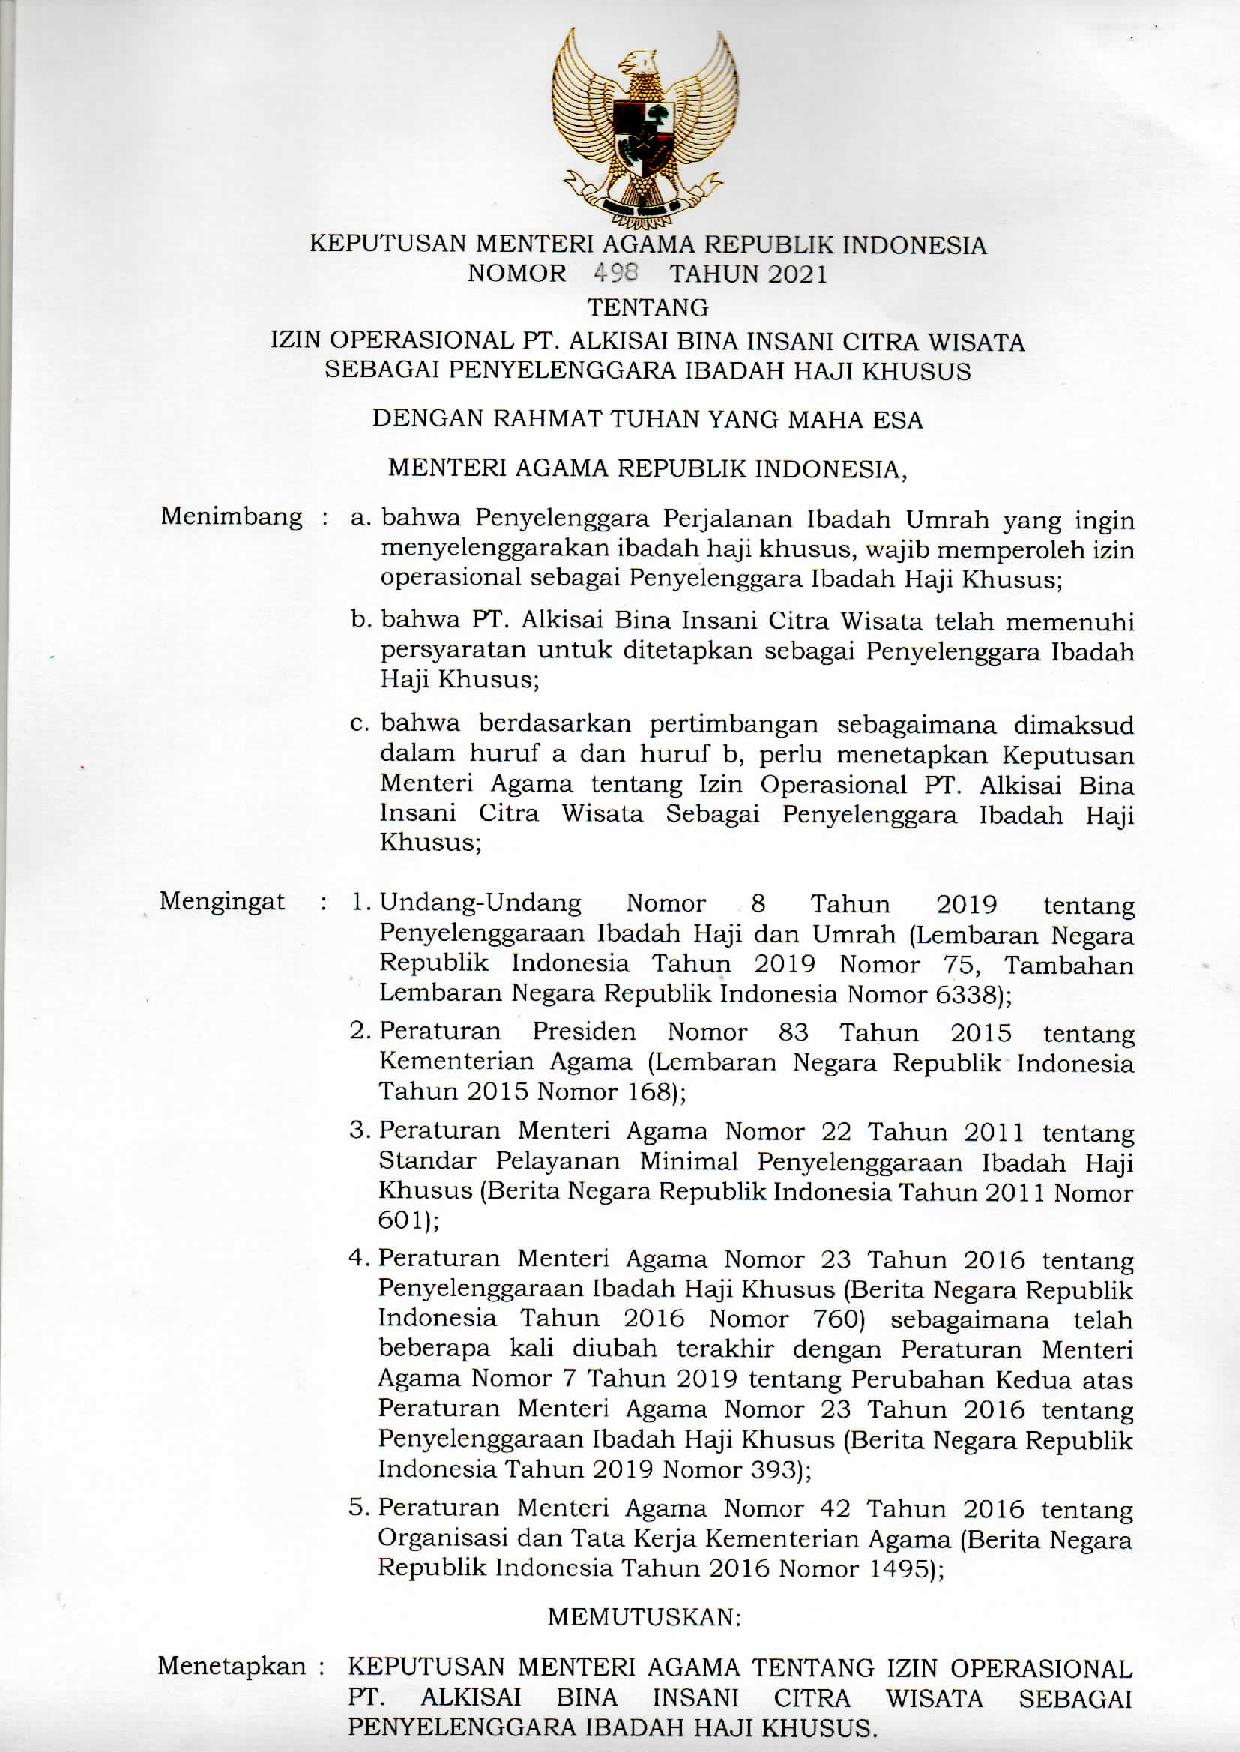 KEPUTUSAN MENTERI AGAMA REPUBLIK INDONESIA
NOMOR 498 TAHUN 2021
TENTANG
IZIN OPERASIONAL PT. ALKISAI BINA INSANI CITRA WISATA
SEBAGAI PENYELENGGARA IBADAH HAJI KHUSUS
DENGAN RAHMAT TUHAN YANG MAHA ESA
MENTERI AGAMA REPUBLIK INDONESIA,
Menimbang : a. bahwa Penyelenggara Perjalanan Ibadah Umrah yang ingin
menyelenggarakan ibadah haji khusus, wajib memperoleh izin
operasional sebagai Penyelenggara Ibadah Haji Khusus;
b. bahwa PT. Alkisai Bina Insani Citra Wisata telah memenuhi
persyaratan untuk ditetapkan sebagai Penyelenggara Ibadah
Haji Khusus;
c. bahwa berdasarkan pertimbangan sebagaimana dimaksud
dalam huruf a dan huruf b, perlu menetapkan Keputusan
Menteri Agama tentang Izin Operasional PT. Alkisai Bina
Insani Citra Wisata Sebagai Penyelenggara Ibadah Haji
Khusus;
Mengingat : 1. Undang-Undang Nomor 8 Tahun 2019 tentang
Penyelenggaraan Ibadah Haji dan Umrah (Lembaran Negara
Republik Indonesia Tahun 2019 Nomor 75, Tambahan
Lembaran Negara Republik Indonesia Nomor 6338);
2. Peraturan Presiden Nomor 83 Tahun 2015 tentang
Kementerian Agama (Lembaran Negara Republik Indonesia
Tahun 2015 Nomor 168);
3. Peraturan Menteri Agama Nomor 22 Tahun 2011 tentang
Standar Pelayanan Minimal Penyelenggaraan Ibadah Haji
Khusus (Berita Negara Republik Indonesia Tahun 2011 Nomor
601);
4. Peraturan Menteri Agama Nomor 23 Tahun 2016 tentang
Penyelenggaraan Ibadah Haji Khusus (Berita Negara Republik
Indonesia Tahun 2016 Nomor 760) sebagaimana telah
beberapa kali diubah terakhir dengan Peraturan Menteri
Agama Nomor 7 Tahun 2019 tentang Perubahan Kedua atas
Peraturan Menteri Agama Nomor 23 Tahun 2016 tentang
Penyelenggaraan Ibadah Haji Khusus (Berita Negara Republik
Indonesia Tahun 2019 Nomor 393);
5. Peraturan Menteri Agama Nomor 42 Tahun 2016 tentang
Organisasi dan Tata Kerja Kementerian Agama (Berita Negara
Republik Indonesia Tahun 2016 Nomor 1495);
MEMUTUSKAN:
Menetapkan : KEPUTUSAN MENTERI AGAMA TENTANG IZIN OPERASIONAL
PT. ALKISAI BINA INSANI CITRA WISATA SEBAGAI
PENYELENGGARA IBADAH HAJI KHUSUS.